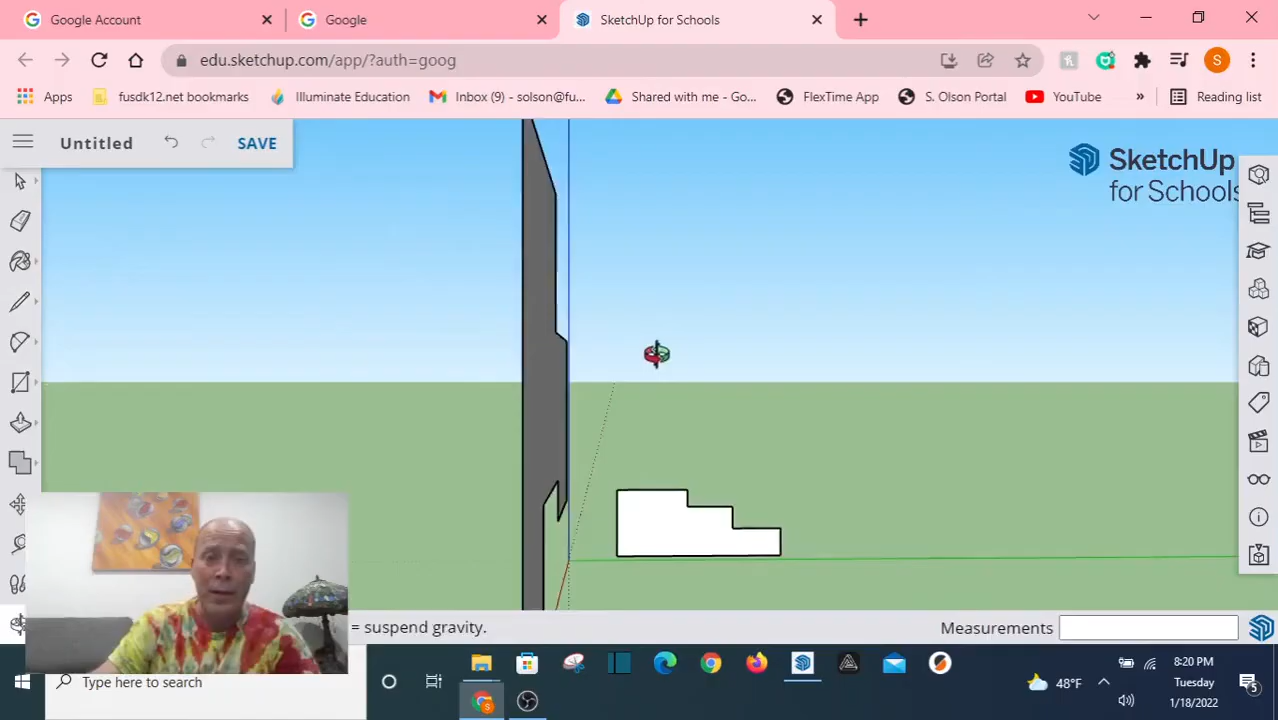 Google Account
Google
SketchUp for Schools
edu.sketchup.com/app/?auth=goog
S
Apps
fusdk12.net bookmarks
Illuminate Education
Inbox (9) - solson@fu...
Shared with me - Go...
FlexTime App
S. Olson Portal
YouTube
»
Reading list
Untitled
SAVE
SketchUp
for Schools
= suspend gravity.
Measurements
Type here to search
S
48°F
8:20 PM
Tuesday
1/18/2022
5